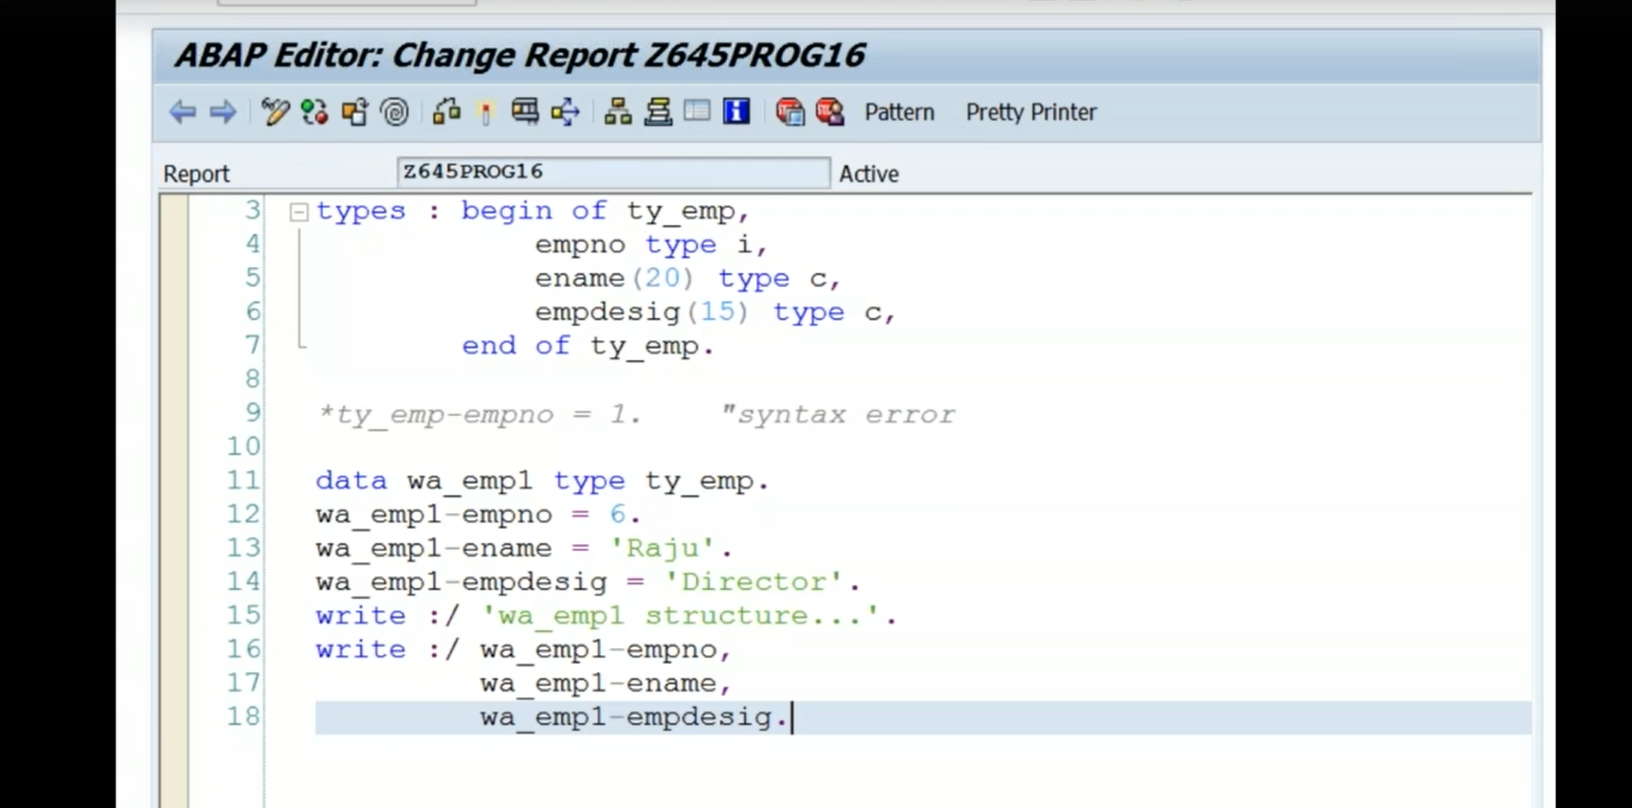 ABAP Editor: Change Report Z645PROG16
Pattern Pretty Printer
Report Z645PROG16 Active
3 types : begin of ty_emp,
4 empno type i,
5 ename(20) type c,
6 empdesig(15) type c,
7 end of ty_emp.
8
9 *ty_emp-empno = 1. "syntax error
10
11 data wa_emp1 type ty_emp.
12 wa_emp1-empno = 6.
13 wa_emp1-ename = 'Raju'.
14 wa_emp1-empdesig = 'Director'.
15 write :/ 'wa_emp1 structure...'.
16 write :/ wa_emp1-empno,
17 wa_emp1-ename,
18 wa_emp1-empdesig.